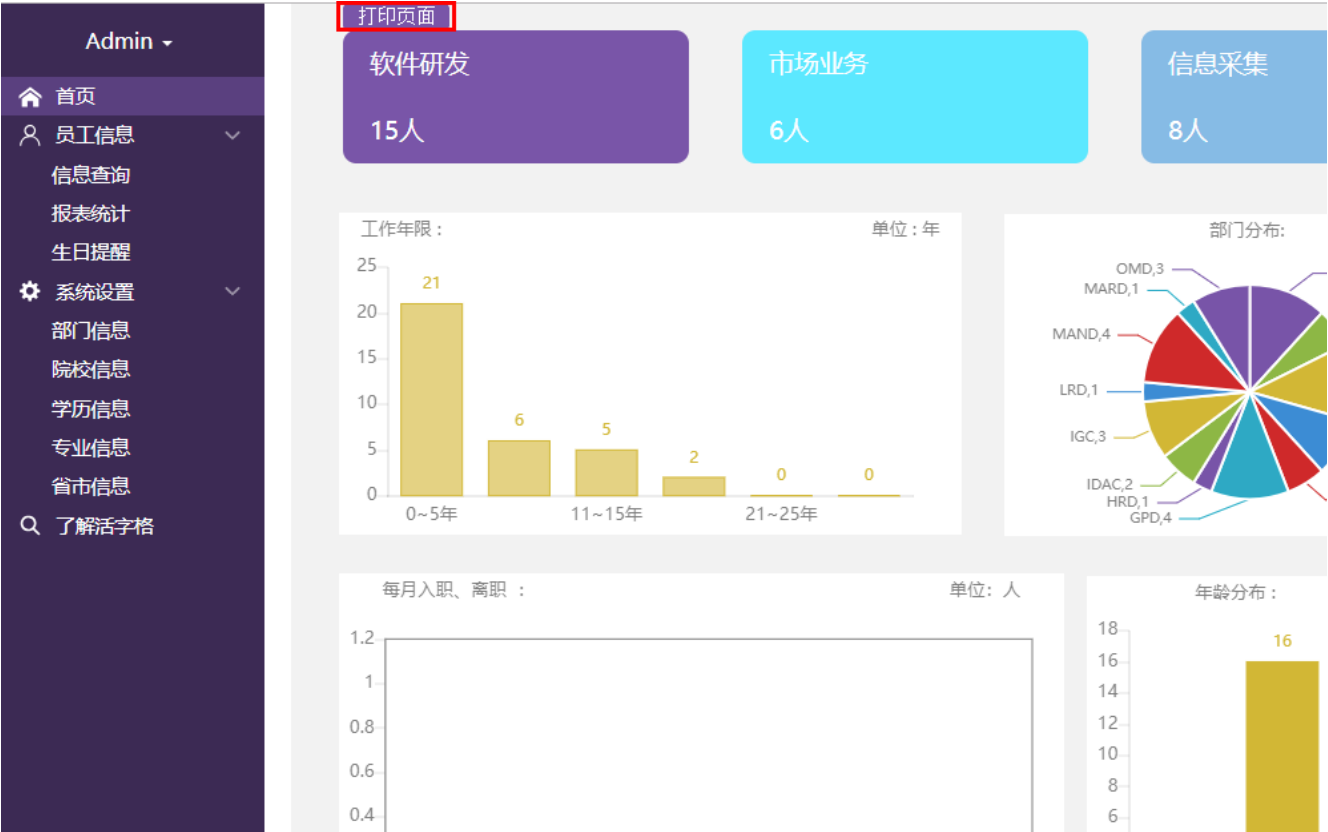 打印页面
Admin
首页
员工信息
信息查询
报表统计
生日提醒
系统设置
部门信息
院校信息
学历信息
专业信息
省市信息
了解活字格
软件研发
15人
市场业务
6人
信息采集
8人
工作年限 :
单位 : 年
25
20
15
10
5
0
21
6
5
2
0
0
0~5年
11~15年
21~25年
部门分布:
OMD,3
MARD,1
MAND,4
LRD,1
IGC,3
IDAC,2
HRD,1
GPD,4
每月入职、离职 ：
单位：人
1.2
1
0.8
0.6
0.4
年龄分布 :
18
16
14
12
10
8
6
16